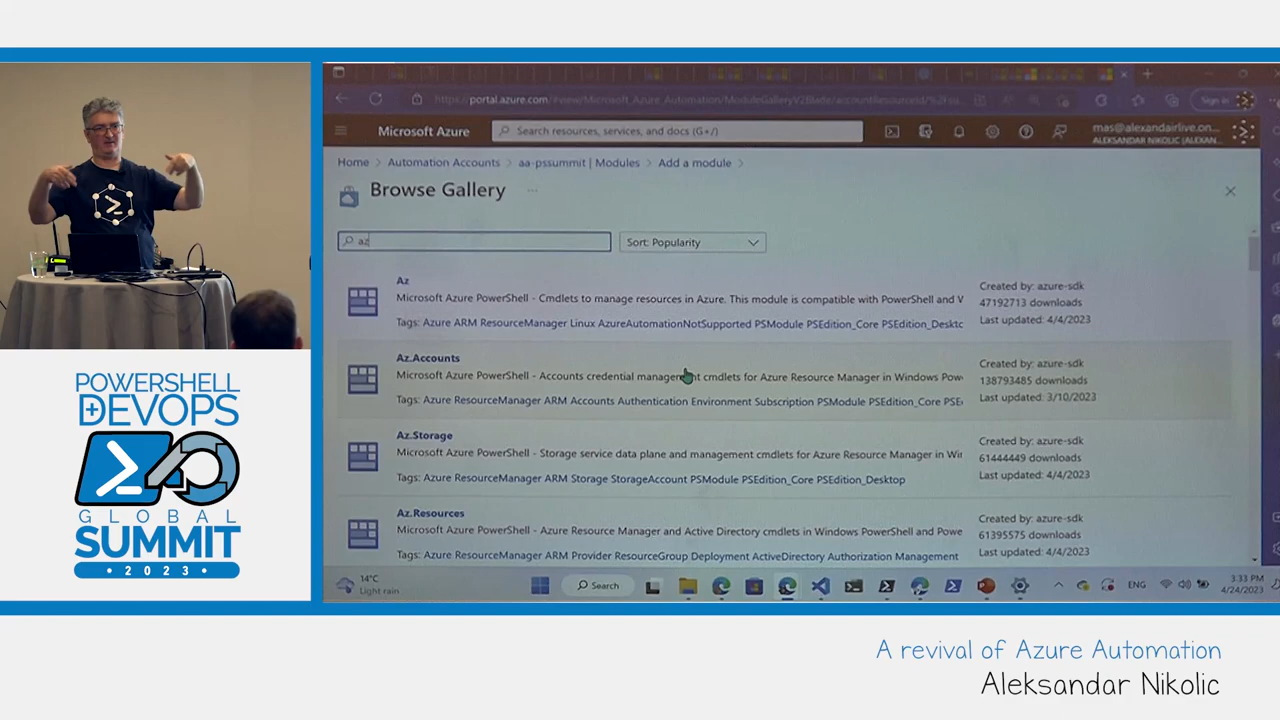 Microsoft Azure
Search resources, services, and docs (G+/)
mas@alexandairlive.on...
ALEKSANDAR NIKOLIC (ALEXAN...
Sign in
Home > Automation Accounts > aa-pssummit | Modules > Add a module >
Browse Gallery
az
Sort: Popularity
Az
Microsoft Azure PowerShell - Cmdlets to manage resources in Azure. This module is compatible with PowerShell and V
Tags: Azure ARM ResourceManager Linux AzureAutomationNotSupported PSModule PSEdition_Core PSEdition_Deskto
Created by: azure-sdk
47192713 downloads
Last updated: 4/4/2023
Az.Accounts
Microsoft Azure PowerShell - Accounts credential management cmdlets for Azure Resource Manager in Windows Pow
Tags: Azure ResourceManager ARM Accounts Authentication Environment Subscription PSModule PSEdition_Core PSE
Created by: azure-sdk
138793485 downloads
Last updated: 3/10/2023
Az.Storage
Microsoft Azure PowerShell - Storage service data plane and management cmdlets for Azure Resource Manager in Wi
Tags: Azure ResourceManager ARM Storage StorageAccount PSModule PSEdition_Core PSEdition_Desktop
Created by: azure-sdk
61444449 downloads
Last updated: 4/4/2023
Az.Resources
Microsoft Azure PowerShell - Azure Resource Manager and Active Directory cmdlets in Windows PowerShell and Powe
Tags: Azure ResourceManager ARM Provider ResourceGroup Deployment ActiveDirectory Authorization Management
Created by: azure-sdk
61395575 downloads
Last updated: 4/4/2023
14°C
Light rain
Search
ENG
3:33 PM
4/24/2023
POWERSHELL
+DEVOPS
GLOBAL
SUMMIT
• 2023 •
A revival of Azure Automation
Aleksandar Nikolic